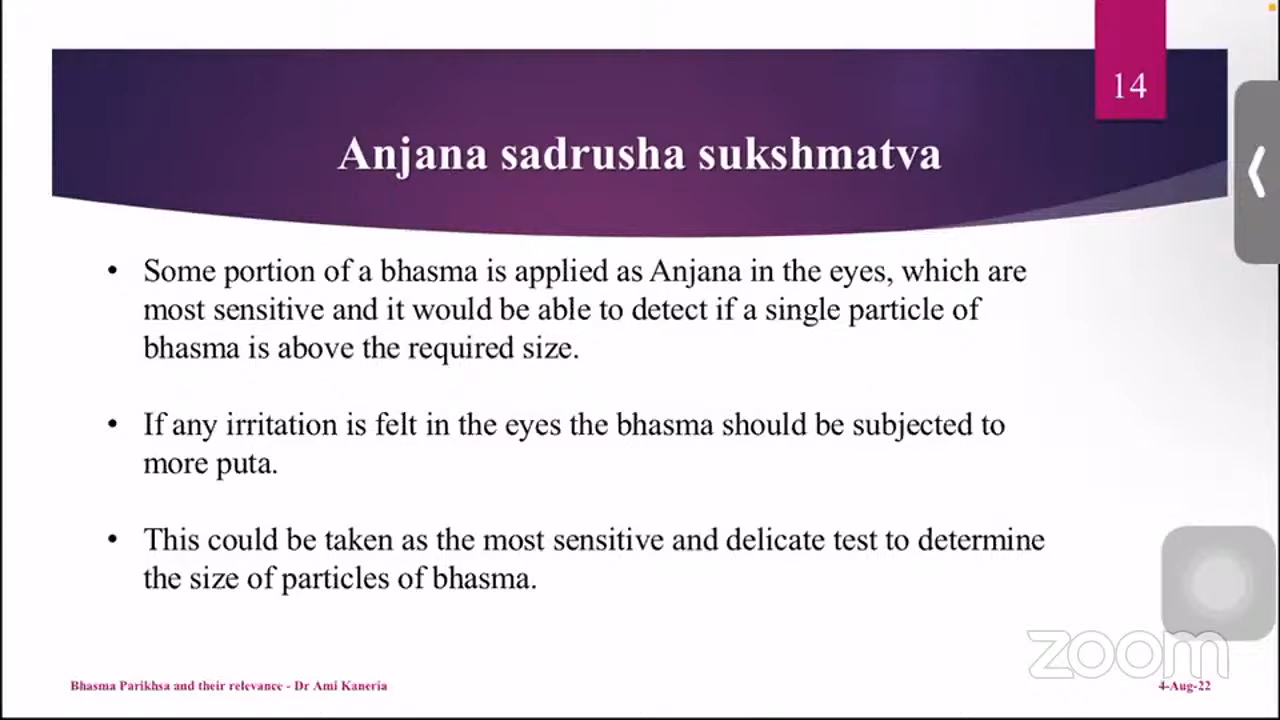 14
Anjana sadrusha sukshmatva
• Some portion of a bhasma is applied as Anjana in the eyes, which are
most sensitive and it would be able to detect if a single particle of
bhasma is above the required size.
• If any irritation is felt in the eyes the bhasma should be subjected to
more puta.
• This could be taken as the most sensitive and delicate test to determine
the size of particles of bhasma.
zoom
Bhasma Parikhsa and their relevance - Dr Ami Kaneria
4-Aug-22